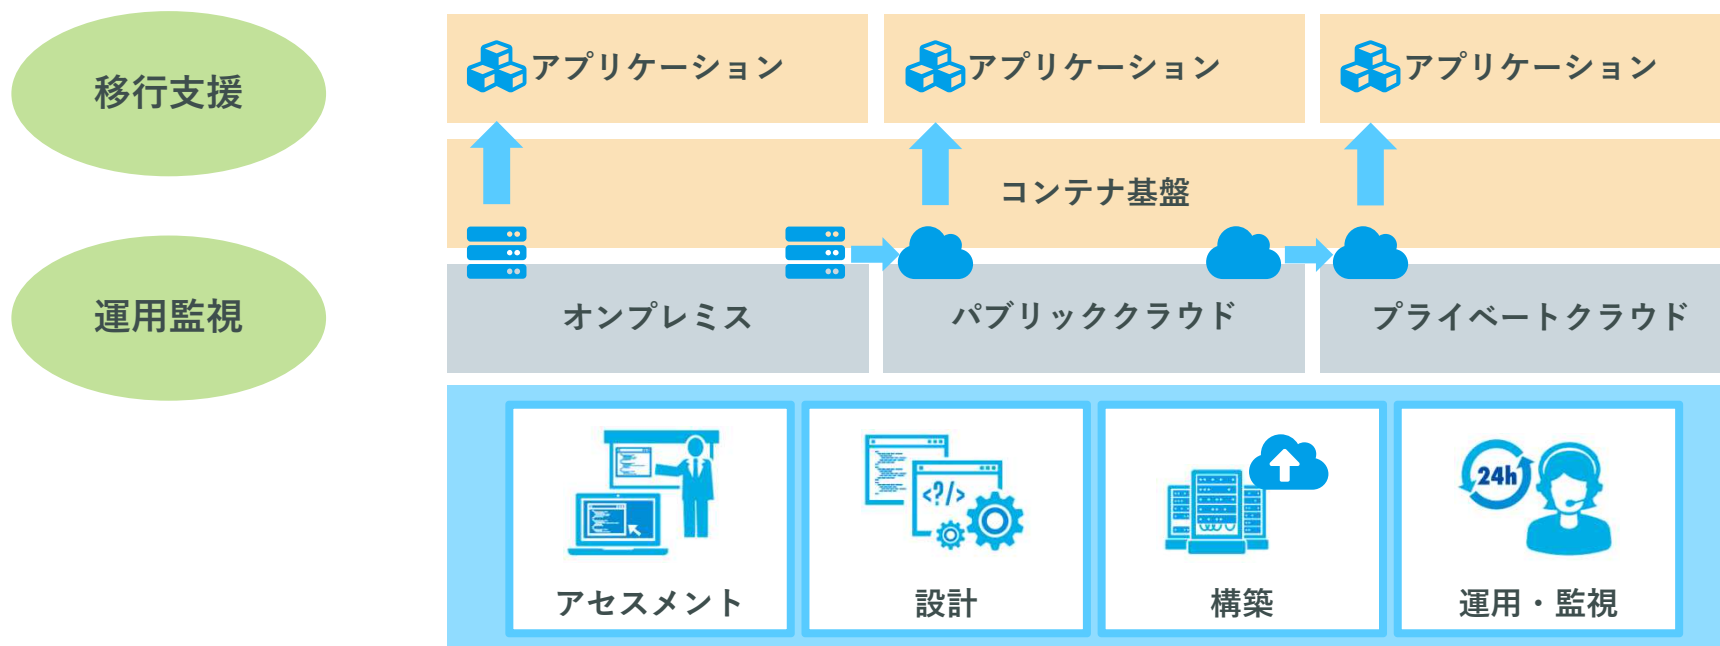 移行支援
運用監視
アプリケーション
アプリケーション
アプリケーション
コンテナ基盤
オンプレミス
パブリッククラウド
プライベートクラウド
<?/>
24h
アセスメント
設計
構築
運用・監視